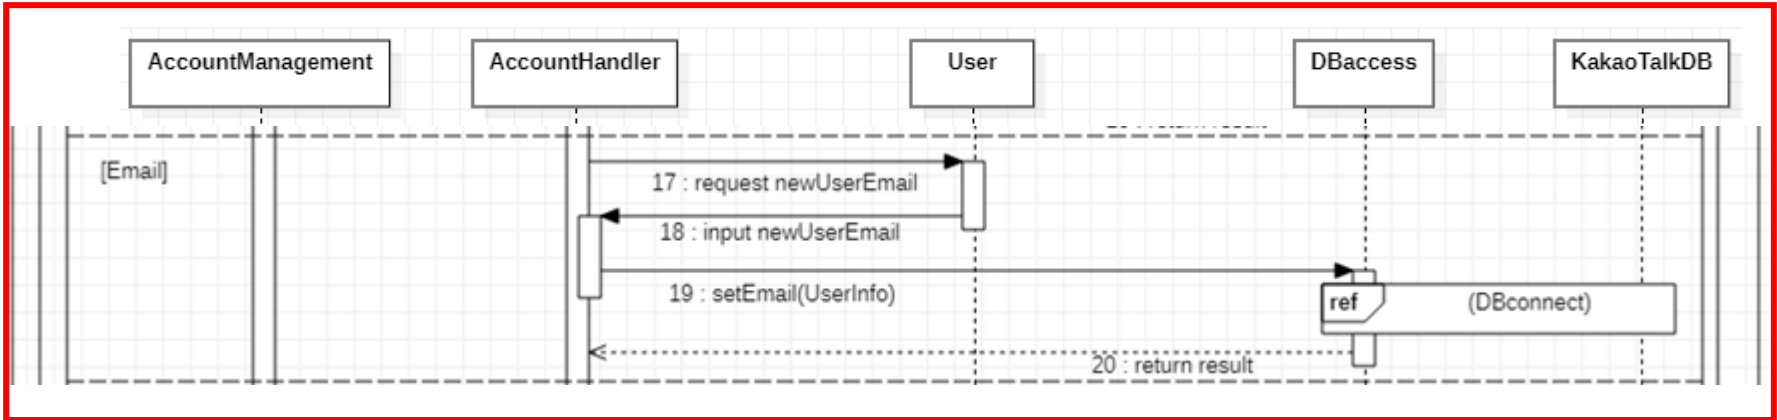 AccountManagement
AccountHandler
User
DBaccess
KakaoTalkDB
[Email]
17 : request newUserEmail
18 : input newUserEmail
19 : setEmail(UserInfo)
ref
(DBconnect)
20 : return result